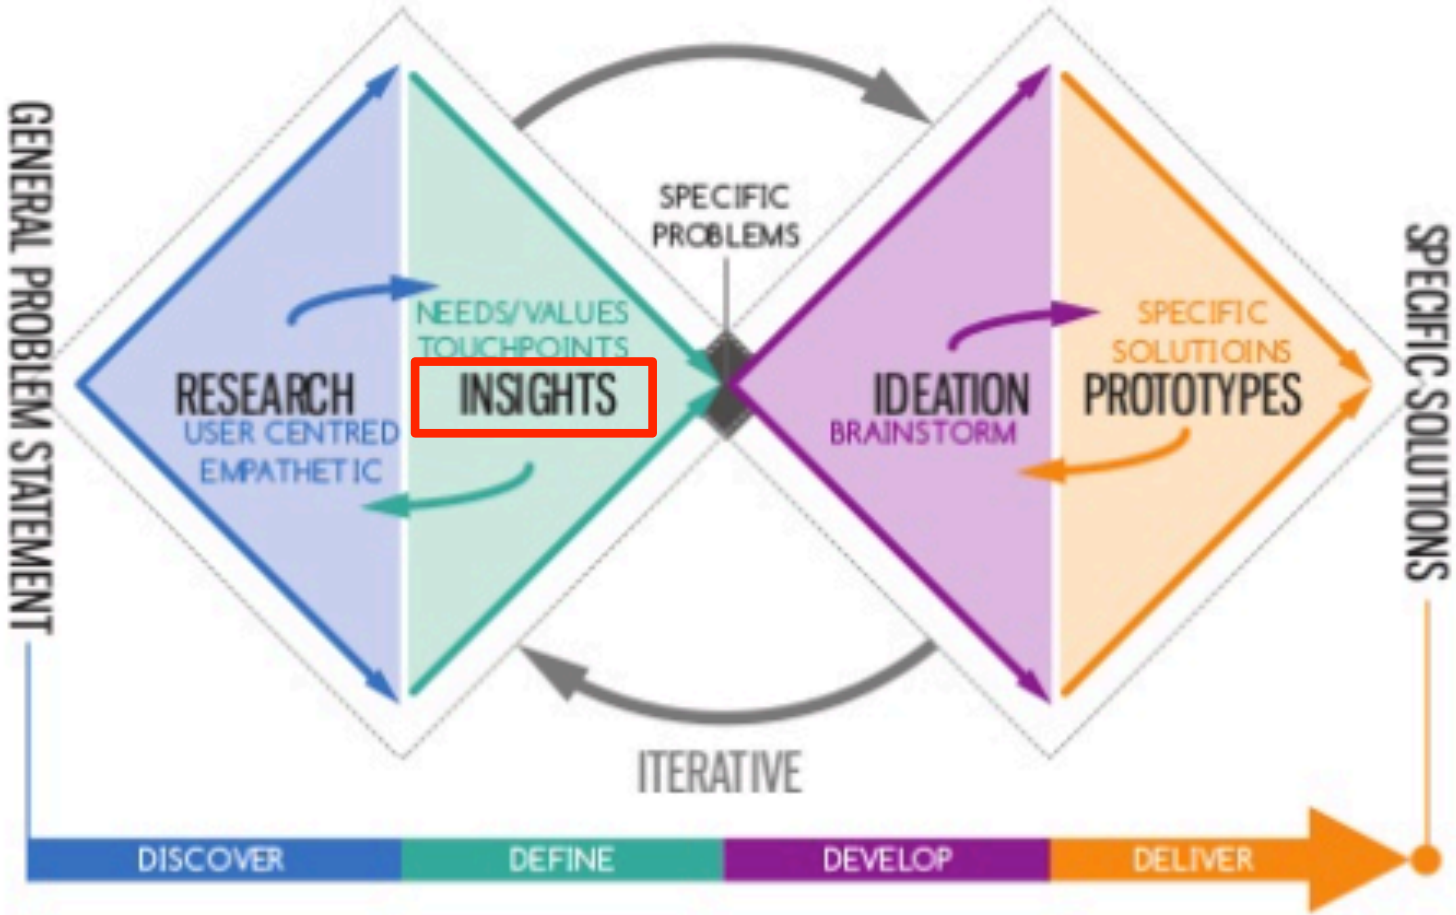 GENERAL PROBLEM STATEMENT
SPECIFIC
PROBLEMS
NEEDS/VALUES
TOUCHPOINTS
RESEARCH
INSIGHTS
USER CENTRED
EMPATHETIC
IDEATION
BRAINSTORM
SPECIFIC
SOLUTIOINS
PROTOTYPES
SPECIFIC SOLUTIONS
ITERATIVE
DISCOVER
DEFINE
DEVELOP
DELIVER